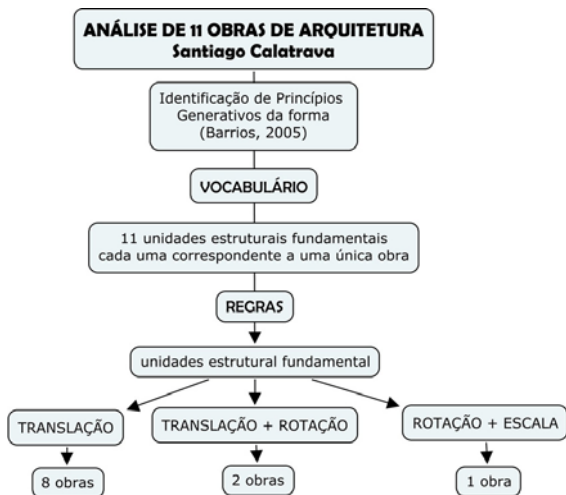 ANÁLISE DE 11 OBRAS DE ARQUITETURA
Santiago Calatrava
Identificação de Princípios
Generativos da forma
(Barrios, 2005)
VOCABULÁRIO
11 unidades estruturais fundamentais
cada uma correspondente a uma única obra
REGRAS
unidades estrutural fundamental
TRANSLAÇÃO
TRANSLAÇÃO + ROTAÇÃO
ROTAÇÃO + ESCALA
8 obras
2 obras
1 obra